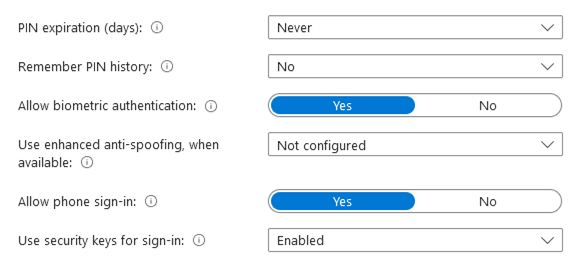 PIN expiration (days): Never
Remember PIN history: No
Allow biometric authentication: Yes No
Use enhanced anti-spoofing, when
available: Not configured
Allow phone sign-in: Yes No
Use security keys for sign-in: Enabled